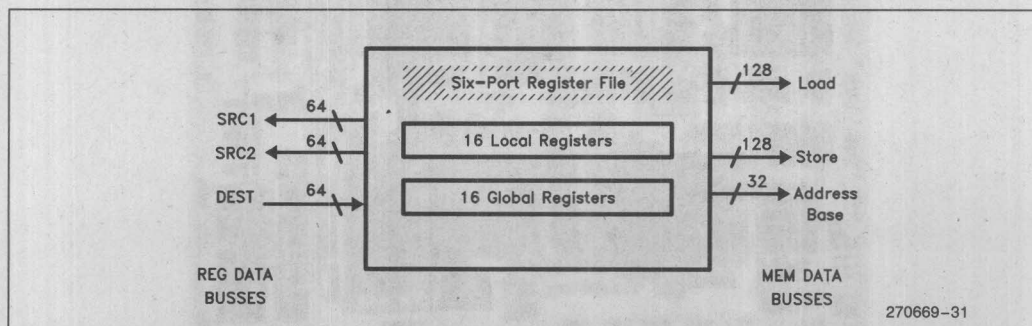 Six-Port Register File
128
Load
64
SRC1
64
SRC2
16 Local Registers
128
Store
64
DEST
16 Global Registers
32
Address
Base
REG DATA
BUSSES
MEM DATA
BUSSES
270669-31